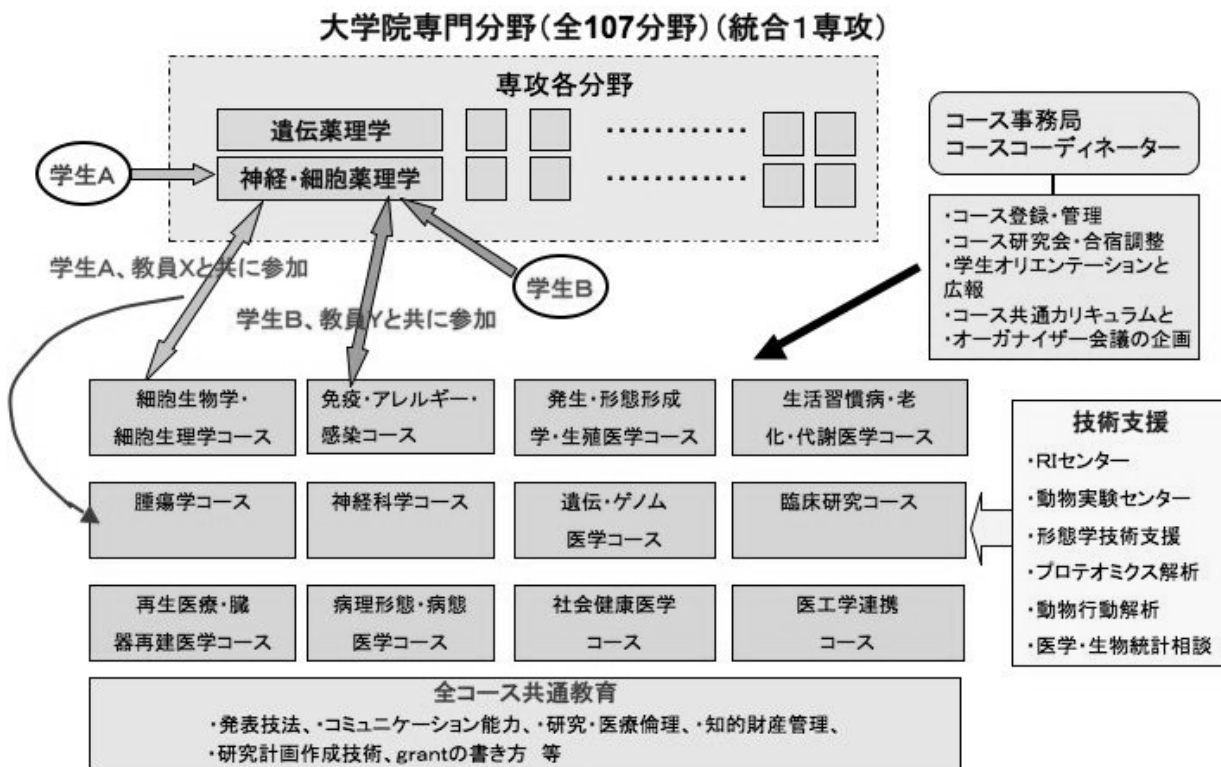 大学院専門分野(全107分野)(統合1専攻)
専攻各分野
遺伝薬理学
神経・細胞薬理学
学生A
学生B
学生A、教員Xと共に参加
学生B、教員Yと共に参加
コース事務局
コースコーディネーター
・コース登録・管理
・コース研究会・合宿調整
・学生オリエンテーションと
広報
・コース共通カリキュラムと
・オーガナイザー会議の企画
細胞生物学・
細胞生理学コース
免疫・アレルギー・
感染コース
発生・形態形成
学・生殖医学コース
生活習慣病・老
化・代謝医学コース
腫瘍学コース
神経科学コース
遺伝・ゲノム
医学コース
臨床研究コース
再生医療・臓
器再建医学コース
病理形態・病態
医学コース
社会健康医学
コース
医工学連携
コース
技術支援
・RIセンター
・動物実験センター
・形態学技術支援
・プロテオミクス解析
・動物行動解析
・医学・生物統計相談
全コース共通教育
・発表技法、・コミュニケーション能力、・研究・医療倫理、・知的財産管理、
・研究計画作成技術、grantの書き方 等